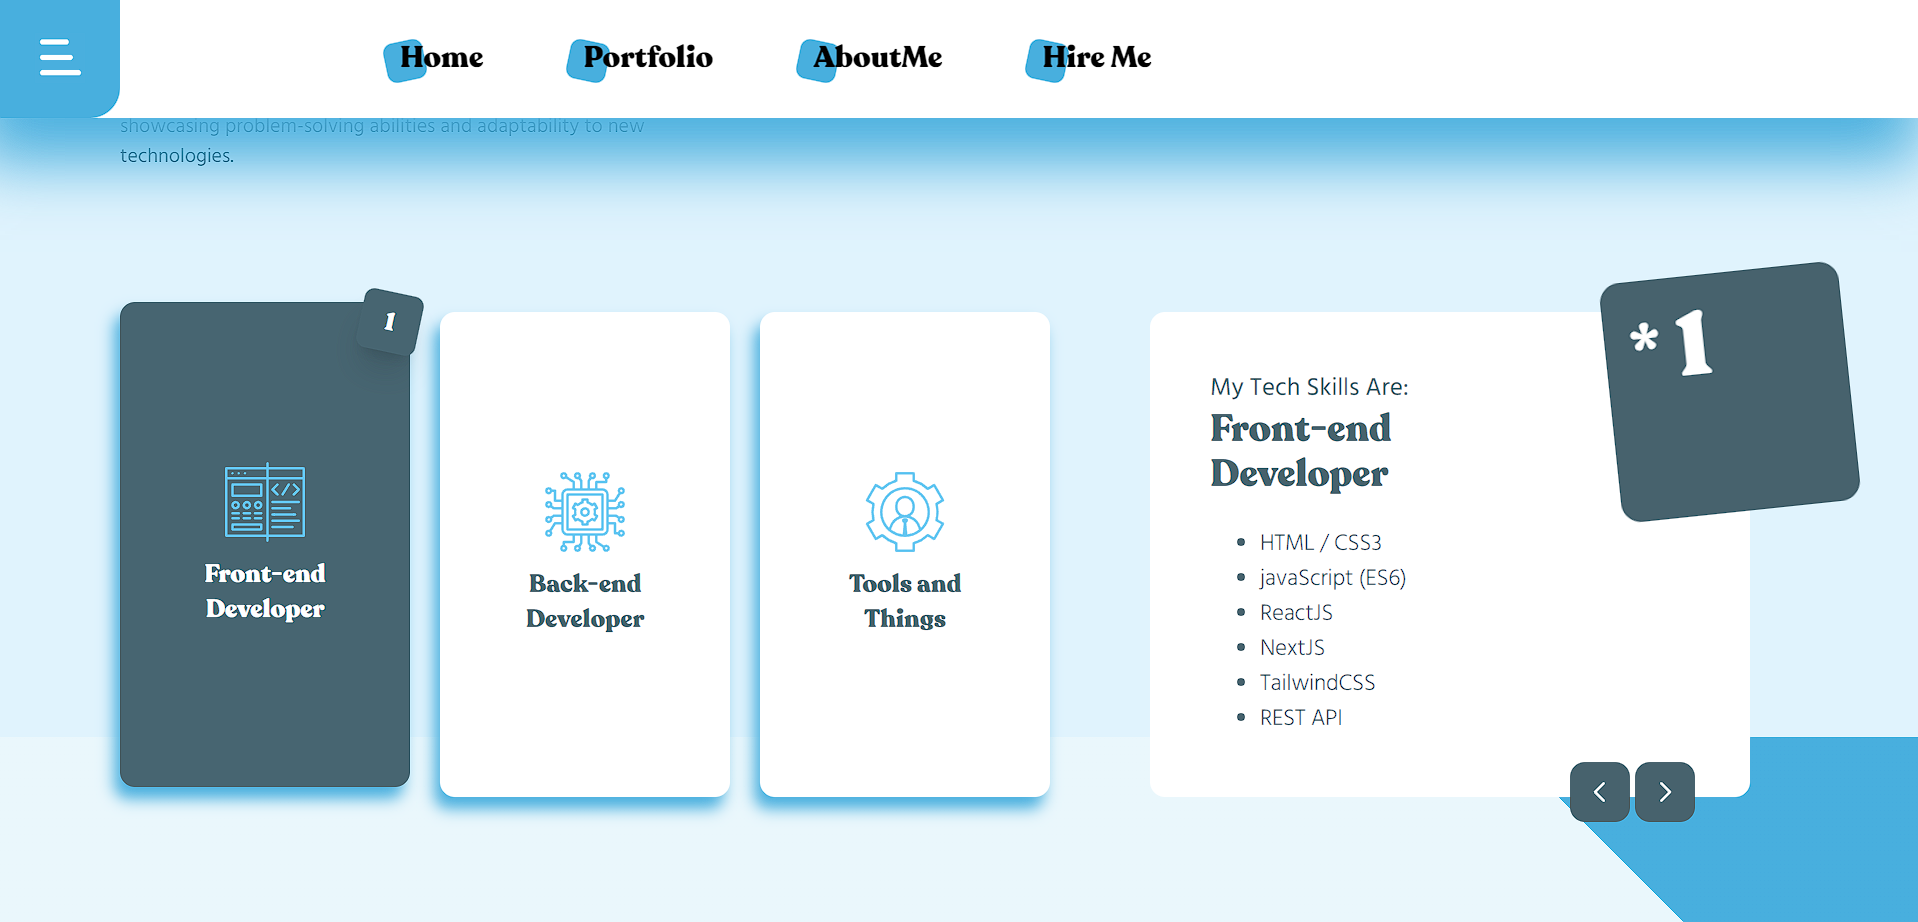 Home
Portfolio
AboutMe
Hire Me
showcasing problem-solving abilities and adaptability to new
technologies.
1
Front-end
Developer
Back-end
Developer
Tools and
Things
*1
My Tech Skills Are:
Front-end
Developer
HTML / CSS3
javaScript (ES6)
ReactJS
NextJS
TailwindCSS
REST API